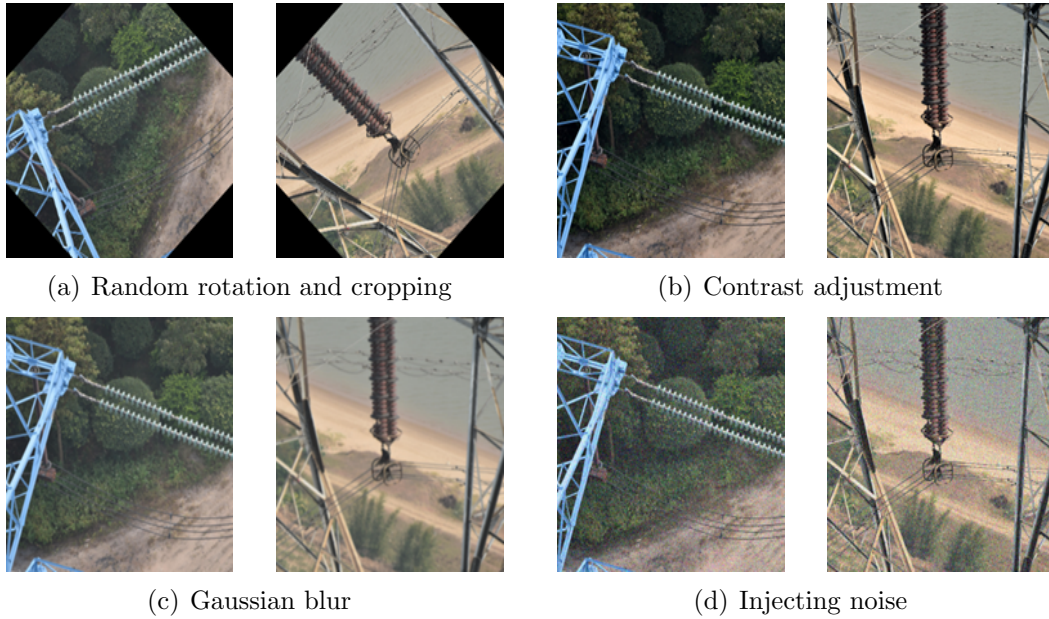 (a) Random rotation and cropping
(b) Contrast adjustment
(c) Gaussian blur
(d) Injecting noise